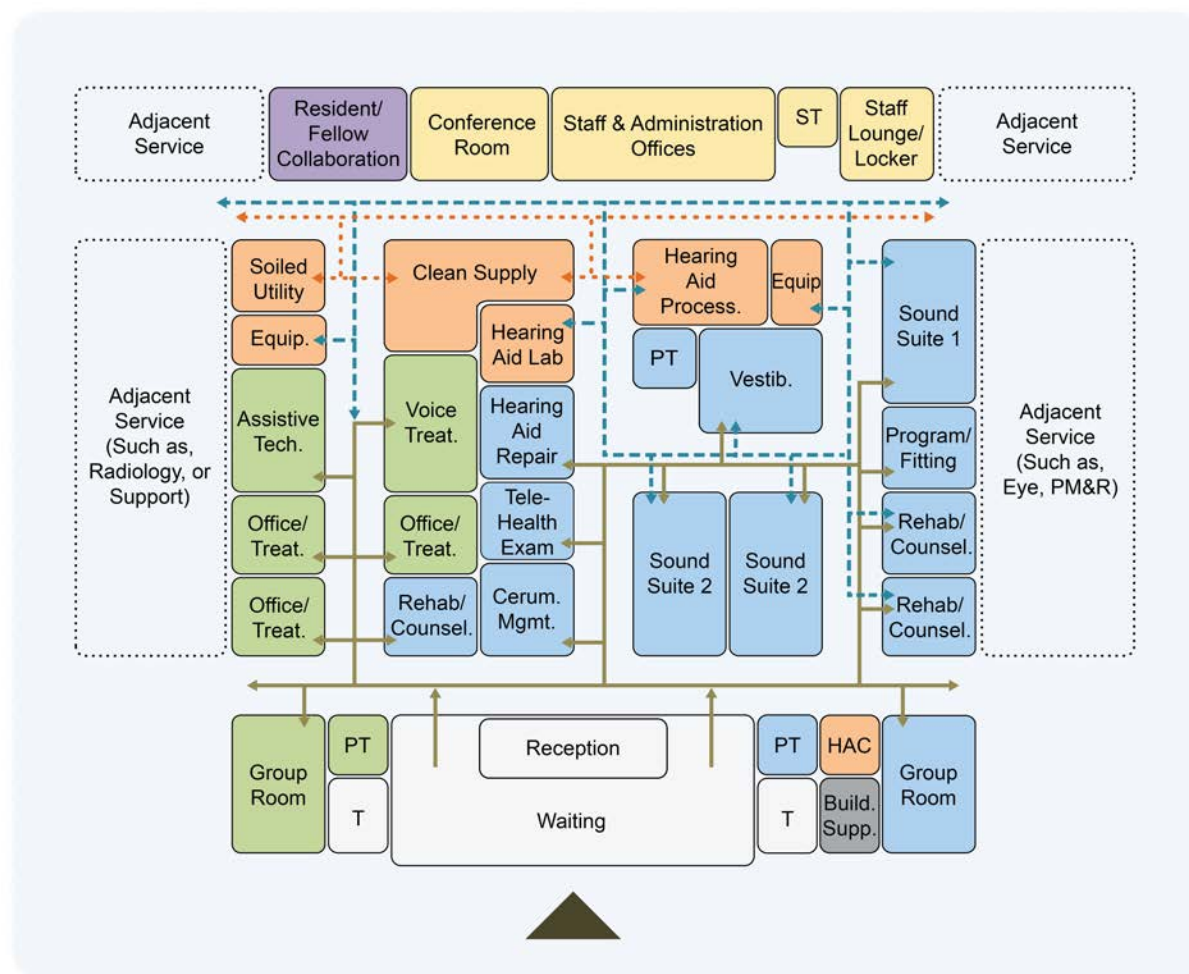 Adjacent
Service
Resident/
Fellow
Collaboration
Conference
Room
Staff & Administration
Offices
ST
Staff
Lounge/
Locker
Adjacent
Service
Adjacent
Service
(Such as,
Radiology, or
Support)
Soiled
Utility
Equip.
Assistive
Tech.
Office/
Treat.
Office/
Treat.
Clean Supply
Hearing
Aid Lab
Voice
Treat.
Hearing
Aid
Repair
Office/
Treat.
Tele-
Health
Exam
Rehab/
Counsel.
Cerum.
Mgmt.
Hearing
Aid
Process.
Equip
PT
Vestib.
Sound
Suite 2
Sound
Suite 2
Sound
Suite 1
Program/
Fitting
Rehab/
Counsel.
Rehab/
Counsel.
Adjacent
Service
(Such as,
Eye, PM&R)
Group
Room
PT
T
Reception
Waiting
PT
HAC
T
Build.
Supp.
Group
Room